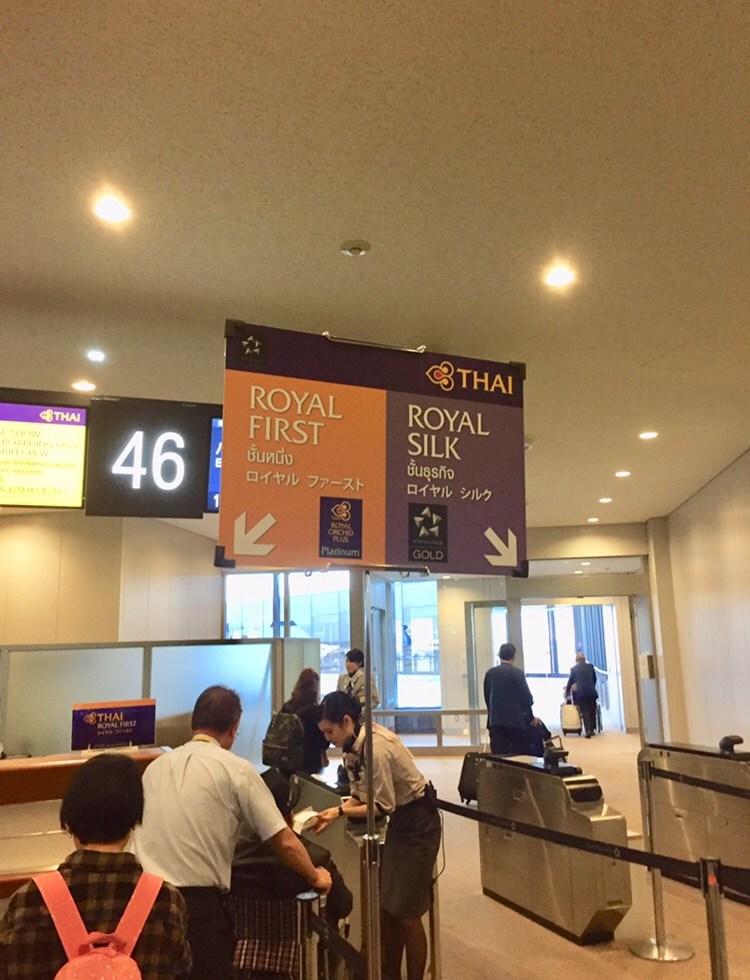 THAI
ROYAL
FIRST
ชั้นหนึ่ง
ロイヤル ファースト
ROYAL
SILK
ชั้นธุรกิจ
ロイヤル シルク
ROYAL
ORCHID
PLUS
Platinum
GOLD
THAI
46
THAI
ROYAL FIRST